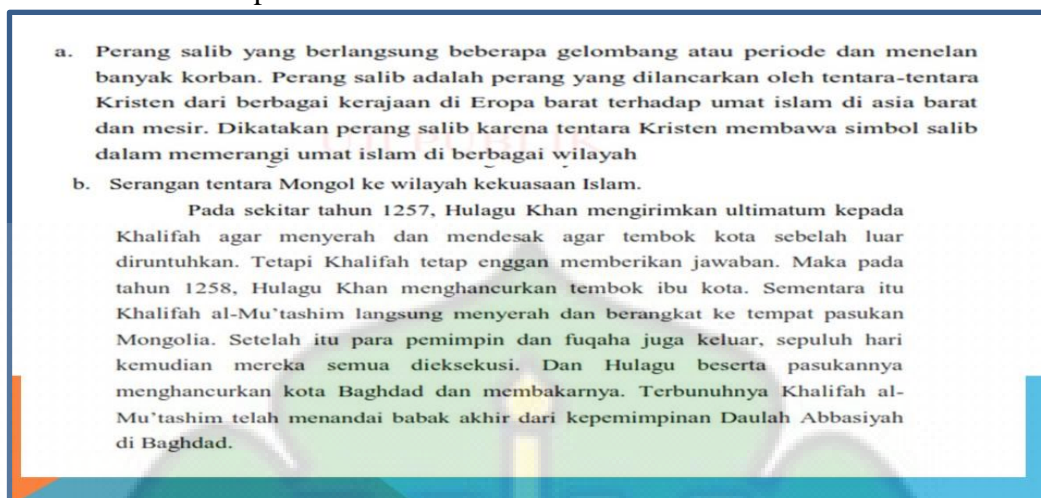 a. Perang salib yang berlangsung beberapa gelombang atau periode dan menelan
banyak korban. Perang salib adalah perang yang dilancarkan oleh tentara-tentara
Kristen dari berbagai kerajaan di Eropa barat terhadap umat islam di asia barat
dan mesir. Dikatakan perang salib karena tentara Kristen membawa simbol salib
dalam memerangi umat islam di berbagai wilayah
b. Serangan tentara Mongol ke wilayah kekuasaan Islam.
Pada sekitar tahun 1257, Hulagu Khan mengirimkan ultimatum kepada
Khalifah agar menyerah dan mendesak agar tembok kota sebelah luar
diruntuhkan. Tetapi Khalifah tetap enggan memberikan jawaban. Maka pada
tahun 1258, Hulagu Khan menghancurkan tembok ibu kota. Sementara itu
Khalifah al-Mu'tashim langsung menyerah dan berangkat ke tempat pasukan
Mongolia. Setelah itu para pemimpin dan fuqaha juga keluar, sepuluh hari
kemudian mereka semua dieksekusi. Dan Hulagu beserta pasukannya
menghancurkan kota Baghdad dan membakarnya. Terbunuhnya Khalifah al-
Mu'tashim telah menandai babak akhir dari kepemimpinan Daulah Abbasiyah
di Baghdad.